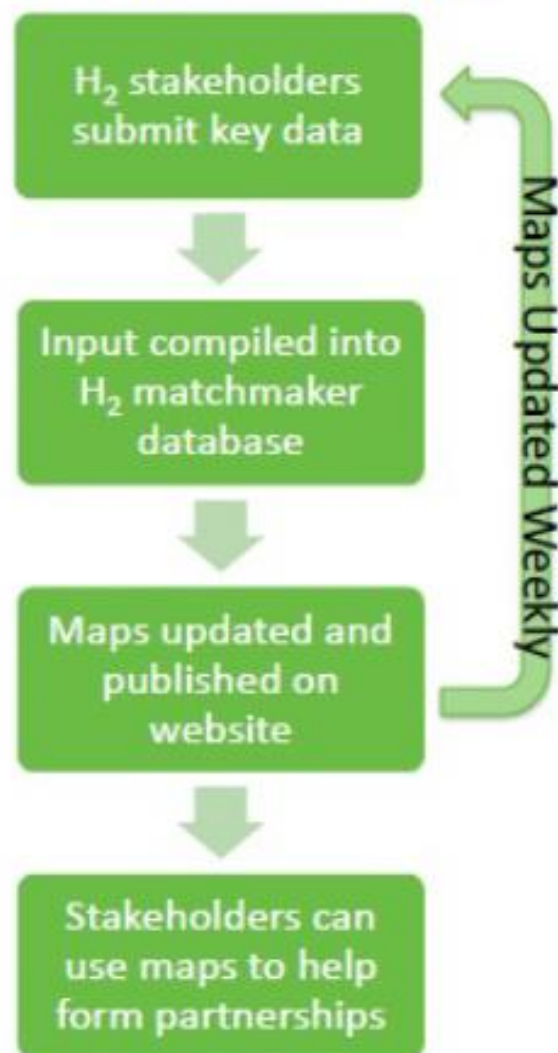 H₂ stakeholders
submit key data
Input compiled into
H₂ matchmaker
database
Maps updated and
published on
website
Stakeholders can
use maps to help
form partnerships
Maps Updated Weekly